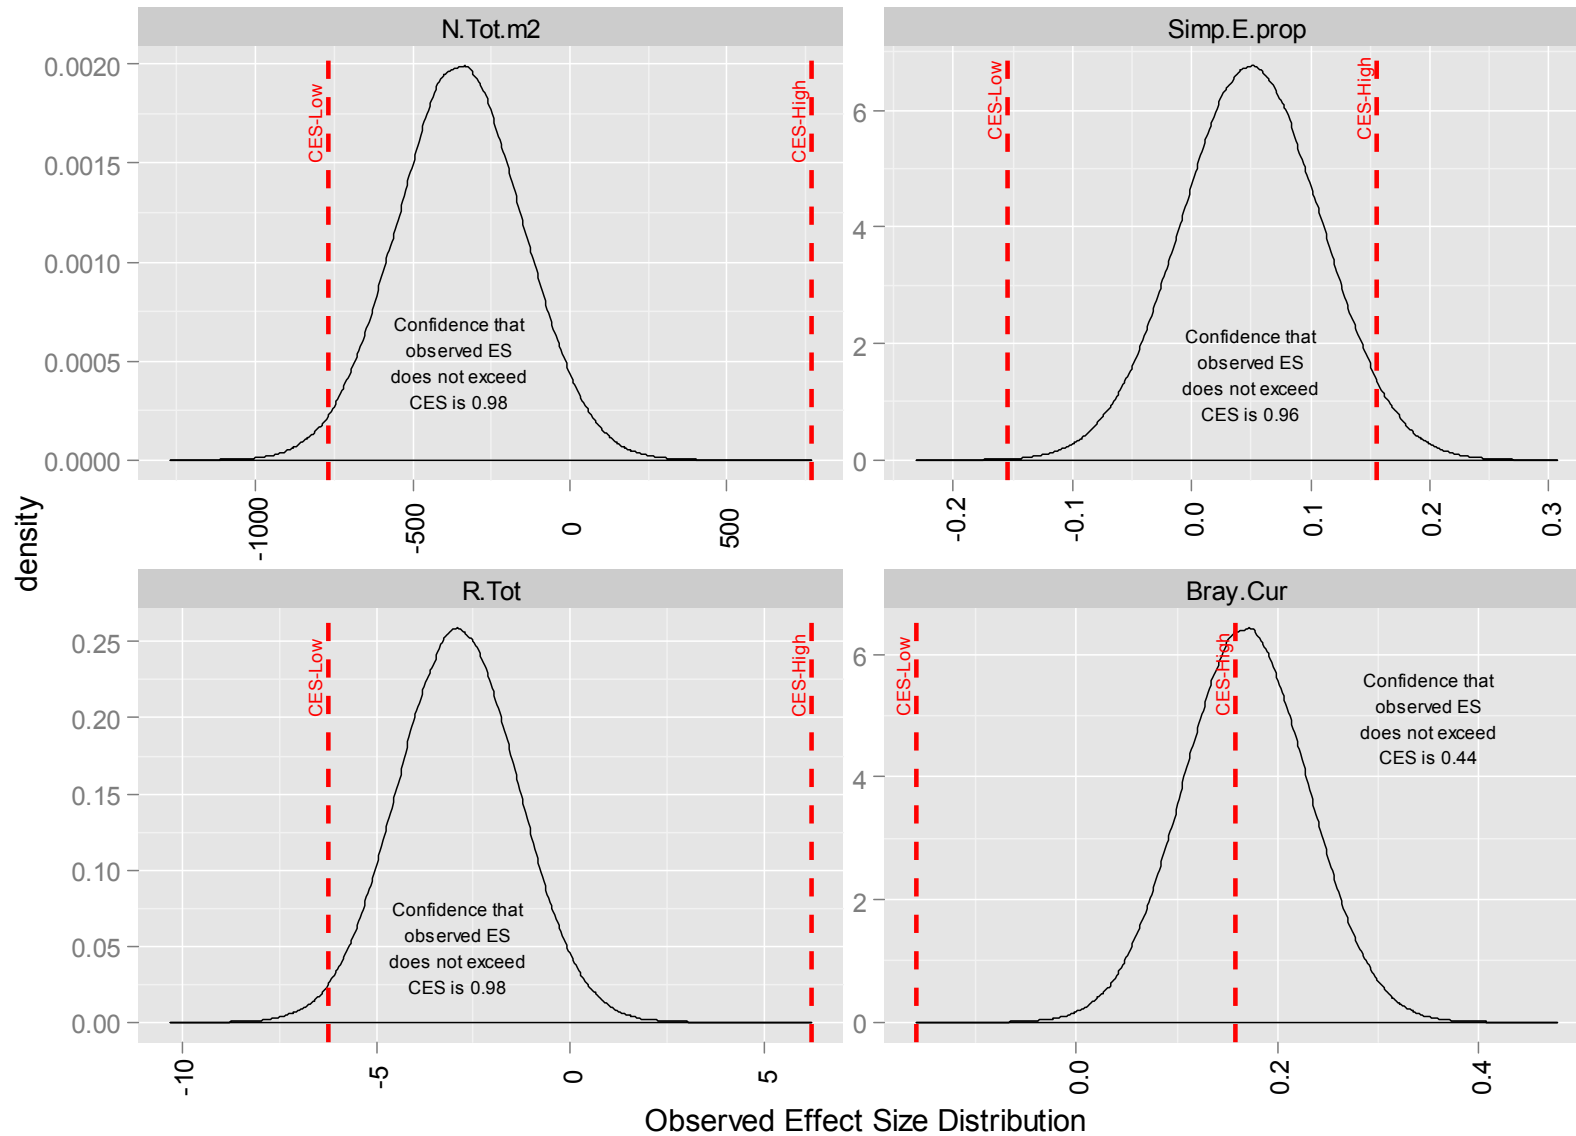 N.Tot.m2
0.0020
0.0015
0.0010
0.0005
0.0000
CES-Low
CES-High
Confidence that
observed ES
does not exceed
CES is 0.98
-1000
-500
0
500
Simp.E.prop
6
4
2
0
CES-Low
CES-High
Confidence that
observed ES
does not exceed
CES is 0.96
-0.2
-0.1
0.0
0.1
0.2
0.3
density
R.Tot
0.25
0.20
0.15
0.10
0.05
0.00
CES-Low
CES-High
Confidence that
observed ES
does not exceed
CES is 0.98
-10
-5
0
5
Bray.Cur
6
4
2
0
CES-Low
CES-High
Confidence that
observed ES
does not exceed
CES is 0.44
0.0
0.2
0.4
Observed Effect Size Distribution